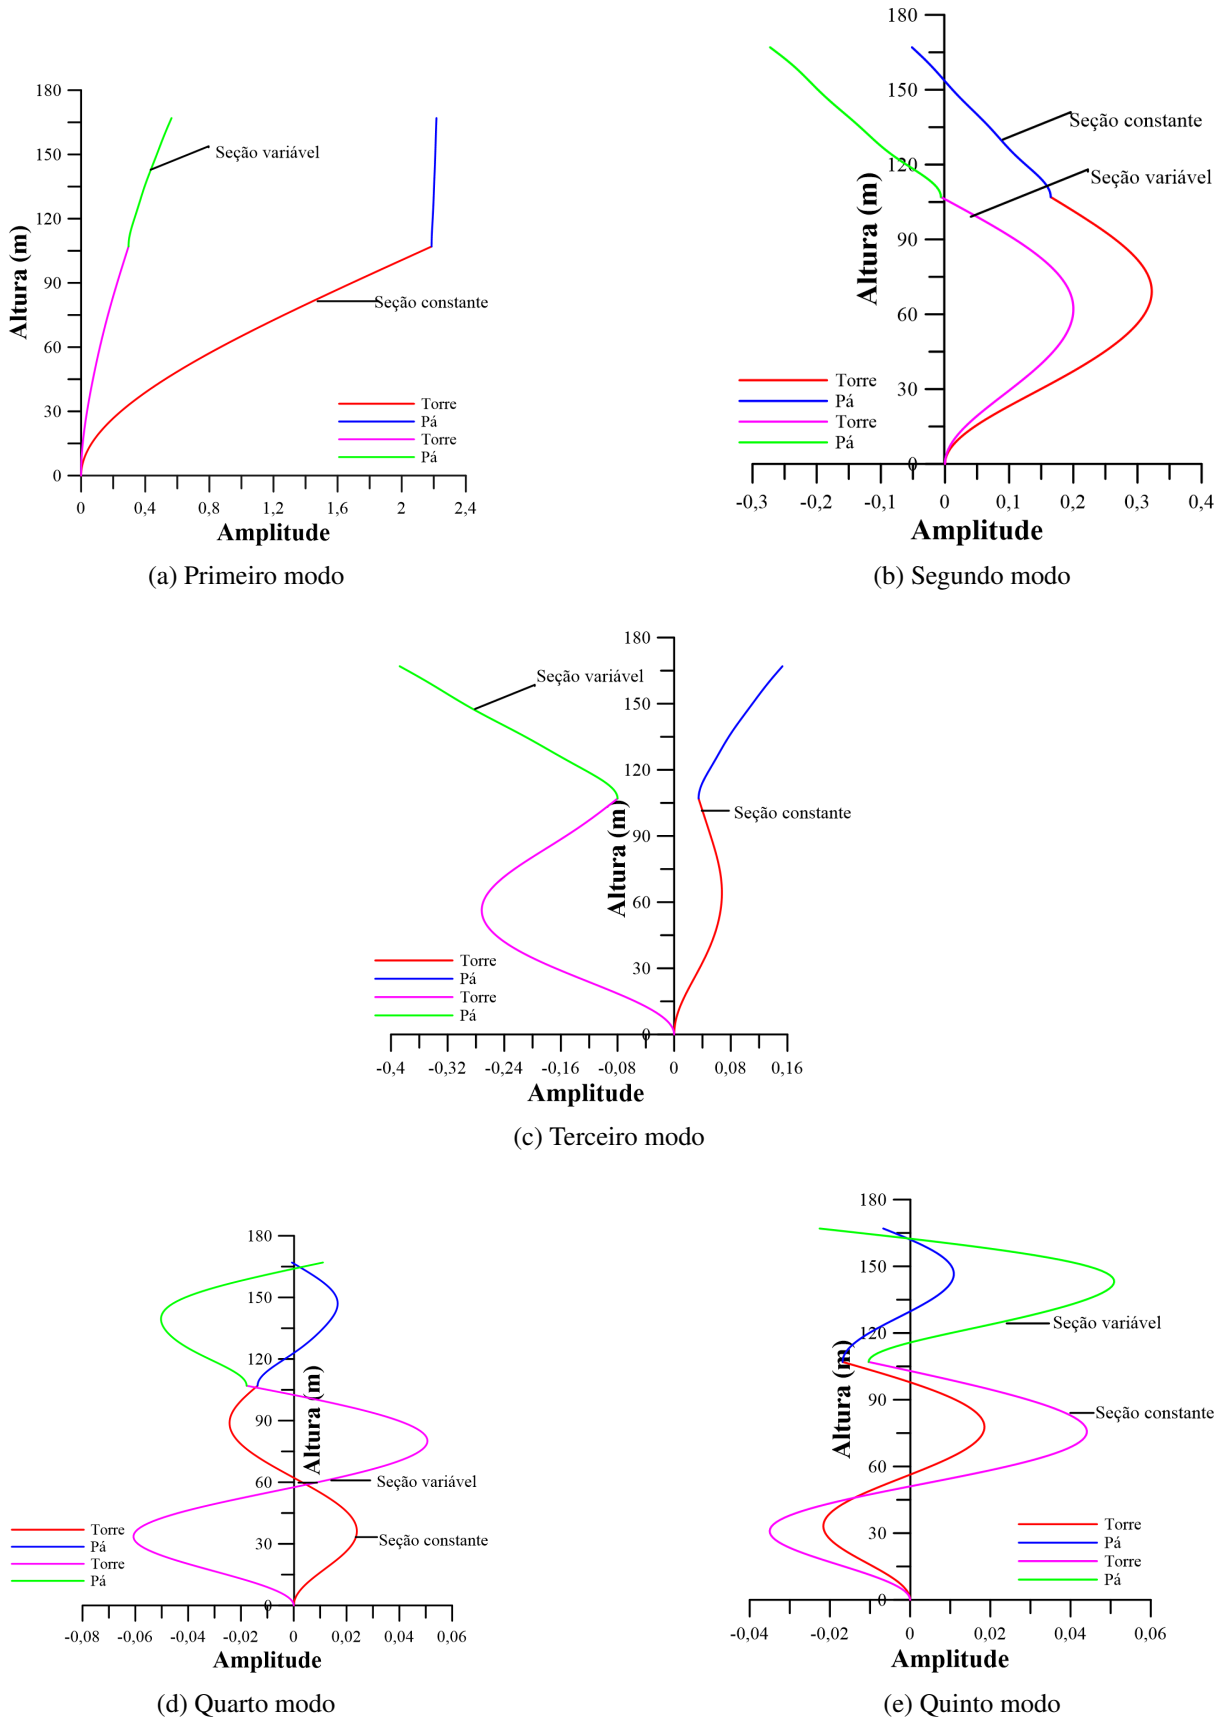 180
150
120
90
60
30
0
Altura (m)
Seção variável
Seção constante
Torre
Pá
Torre
Pá
0 0,4 0,8 1,2 1,6 2 2,4
Amplitude
(a) Primeiro modo
180
150
120
90
60
30
0
Altura (m)
Seção constante
Seção variável
Torre
Pá
Torre
Pá
-0,3 -0,2 -0,1 0 0,1 0,2 0,3 0,4
Amplitude
(b) Segundo modo
180
150
120
90
60
30
0
Altura (m)
Seção variável
Seção constante
Torre
Pá
Torre
Pá
-0,4 -0,32 -0,24 -0,16 -0,08 0 0,08 0,16
Amplitude
(c) Terceiro modo
180
150
120
90
60
30
0
Altura (m)
Seção variável
Seção constante
Torre
Pá
Torre
Pá
-0,08 -0,06 -0,04 -0,02 0 0,02 0,04 0,06
Amplitude
(d) Quarto modo
180
150
120
90
60
30
0
Altura (m)
Seção variável
Seção constante
Torre
Pá
Torre
Pá
-0,04 -0,02 0 0,02 0,04 0,06
Amplitude
(e) Quinto modo